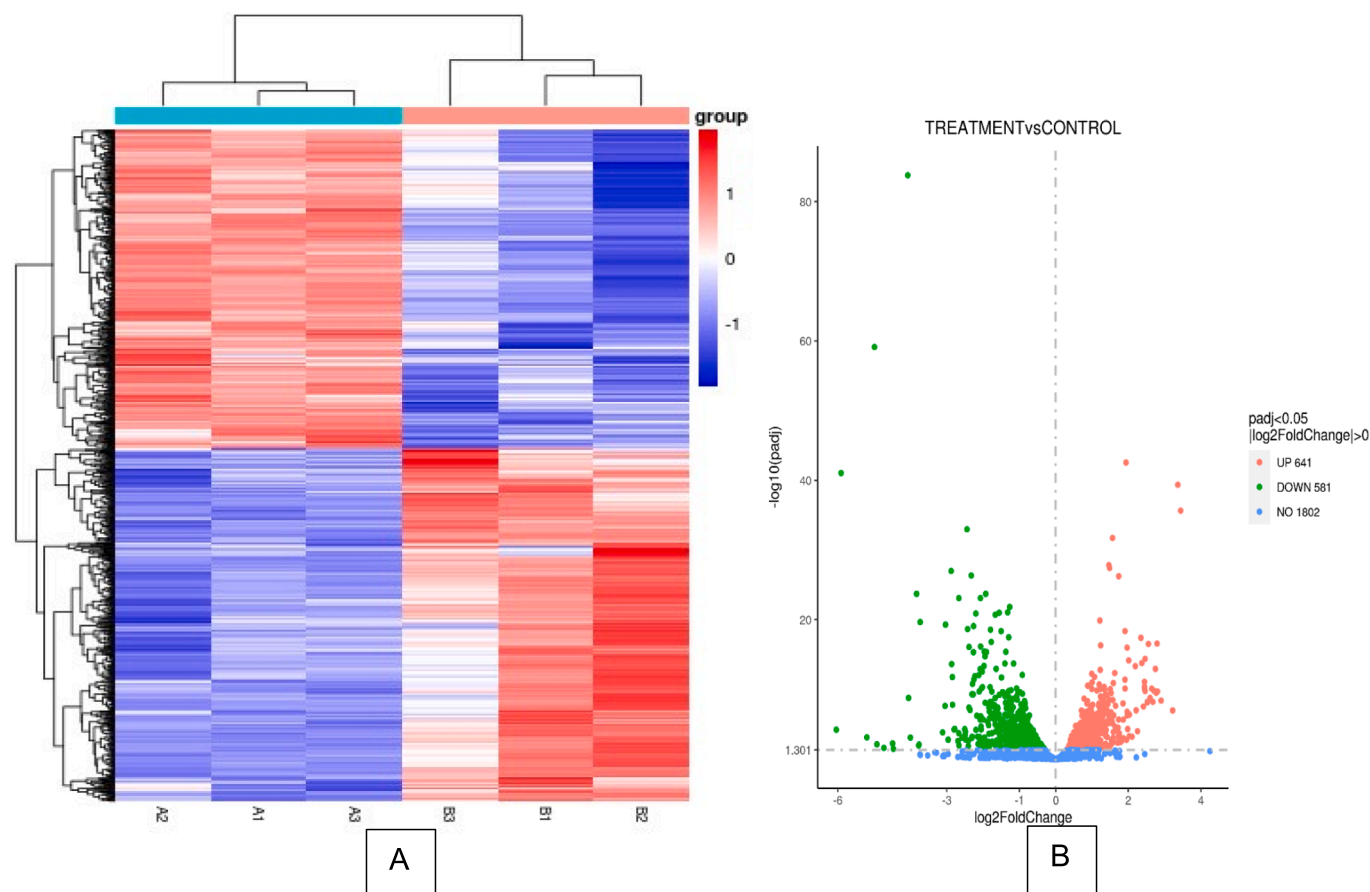 group
1
0
-1
A2
A1
A3
B3
B1
B2
A
TREATMENTvsCONTROL
-log10(padj)
80
60
40
20
1.301
-6
-3
-1
0
2
4
log2FoldChange
padj<0.05
|log2FoldChange|>0
UP 641
DOWN 581
NO 1802
B